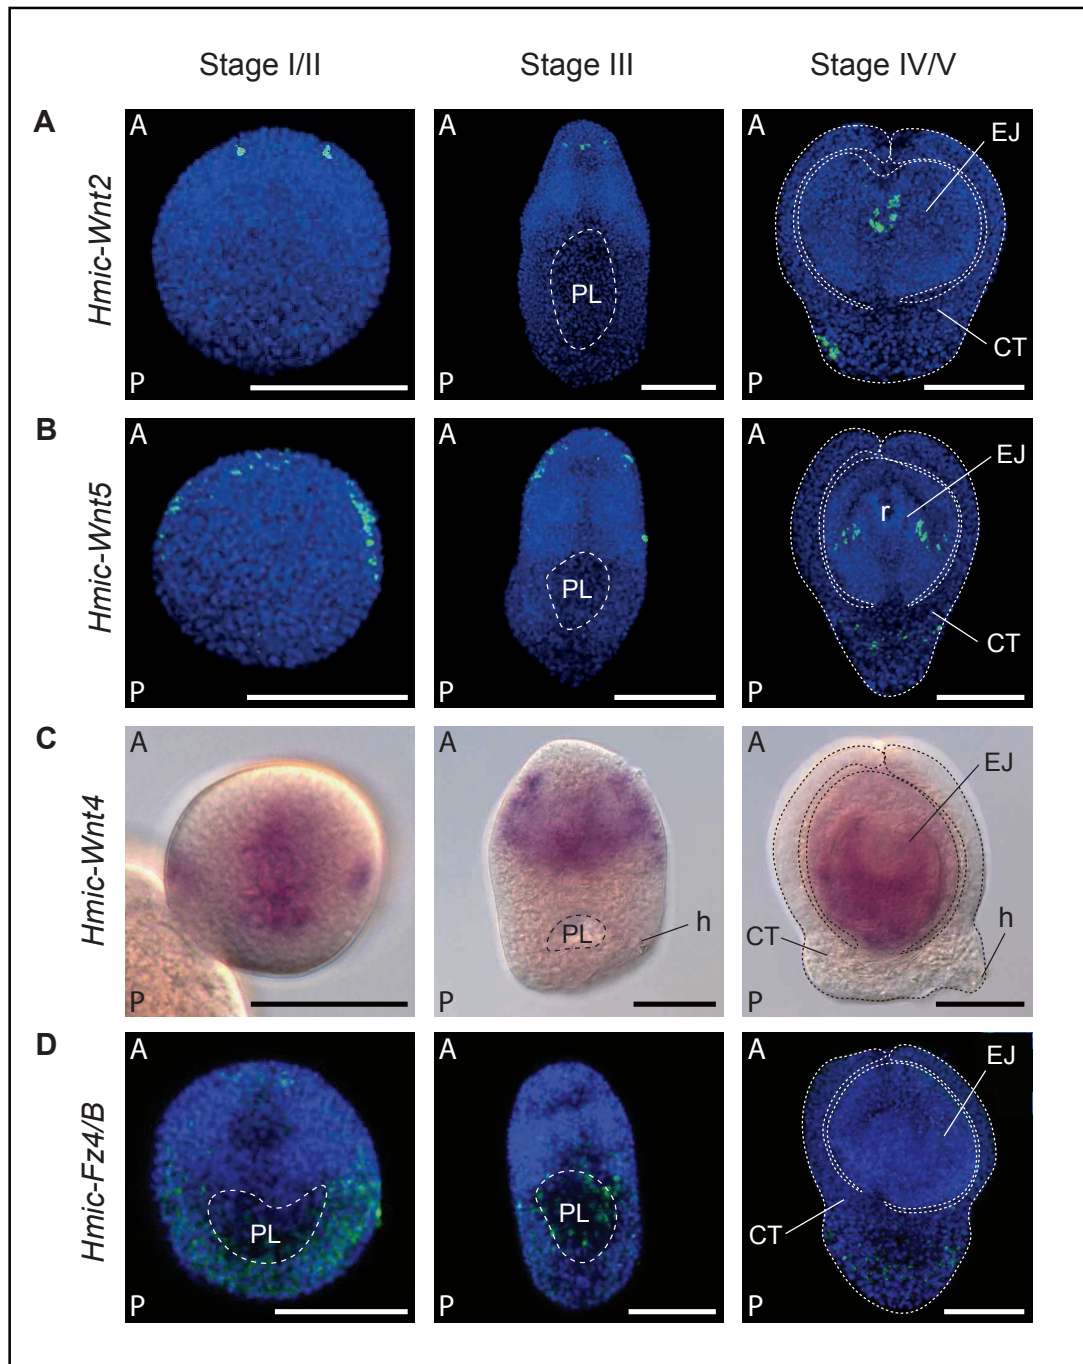 Stage I/II Stage III Stage IV/V
A
Hmic-Wnt2
A A A
EJ
PL
CT
P P P
B
Hmic-Wnt5
A A A
EJ
r
PL
CT
P P P
C
Hmic-Wnt4
A A A
EJ
PL h CT h
P P P
D
Hmic-Fz4/B
A A A
EJ
PL PL CT
P P P